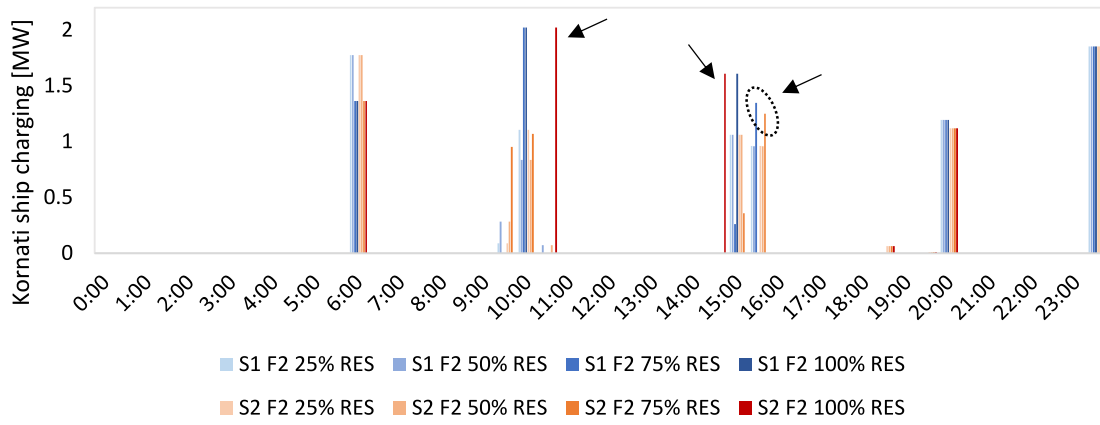 Kornati ship charging [MW]
2
1.5
1
0.5
0
0:00 1:00 2:00 3:00 4:00 5:00 6:00 7:00 8:00 9:00 10:00 11:00 12:00 13:00 14:00 15:00 16:00 17:00 18:00 19:00 20:00 21:00 22:00 23:00
S1 F2 25% RES S1 F2 50% RES S1 F2 75% RES S1 F2 100% RES
S2 F2 25% RES S2 F2 50% RES S2 F2 75% RES S2 F2 100% RES